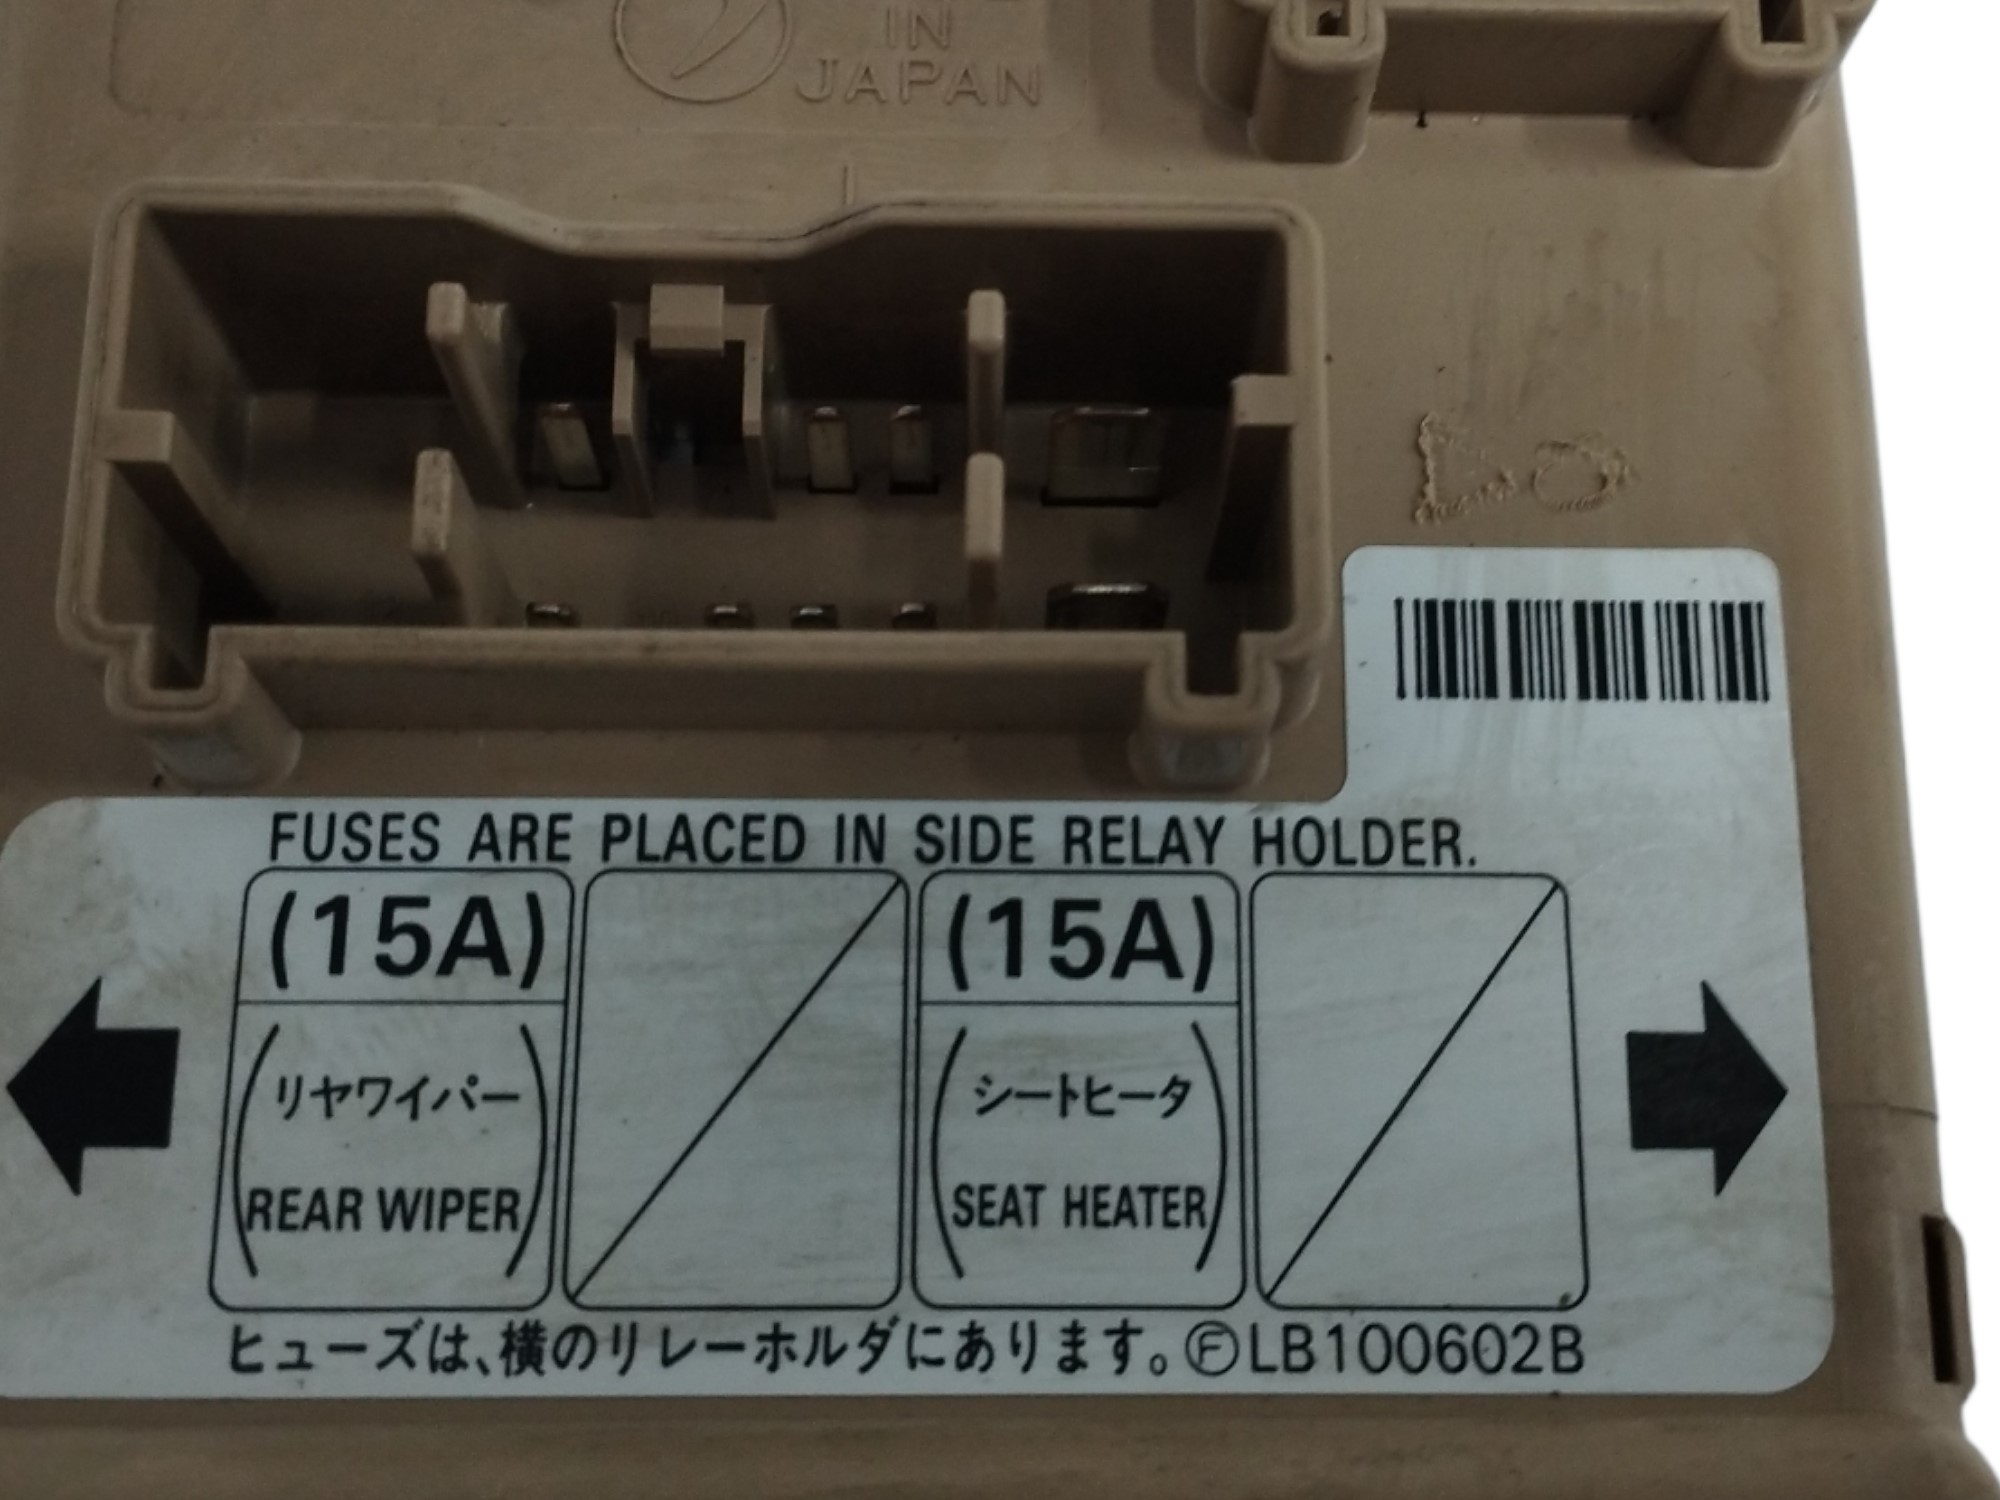 IN
JAPAN
FUSES ARE PLACED IN SIDE RELAY HOLDER.
(15A) (15A)
(リヤワイパー) (シートヒータ)
(REAR WIPER) (SEAT HEATER)
ヒューズは、横のリレーホルダにあります。ⒻLB100602B